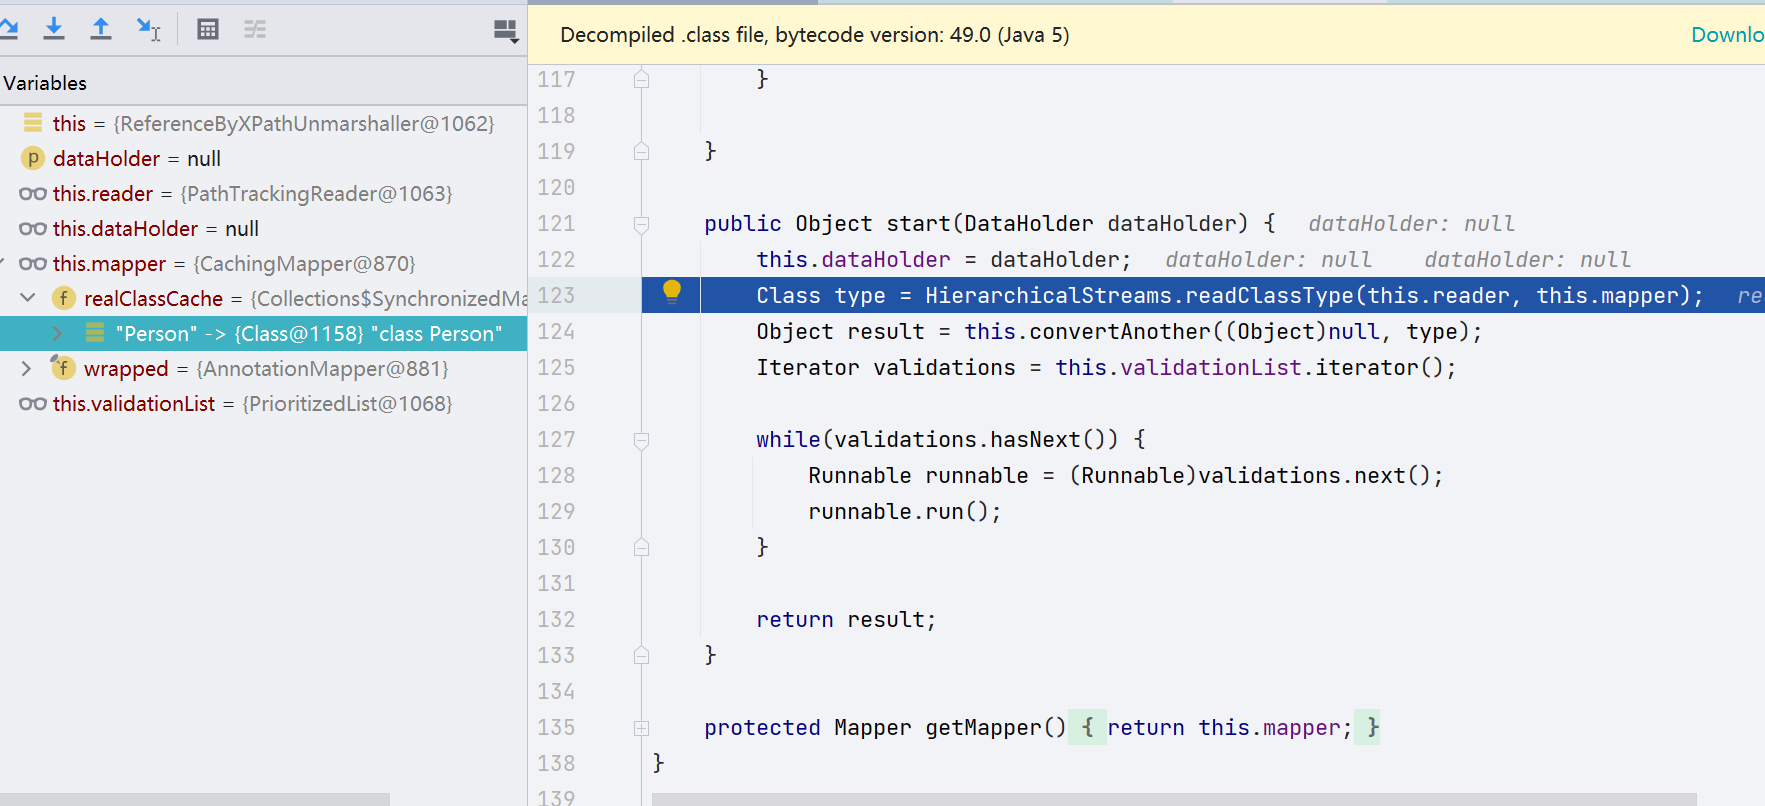 Variables
this = {ReferenceByXPathUnmarshaller@1062}
p dataHolder = null
this.reader = {PathTrackingReader@1063}
this.dataHolder = null
this.mapper = {CachingMapper@870}
f realClassCache = {Collections$SynchronizedMa
"Person" -> {Class@1158} "class Person"
f wrapped = {AnnotationMapper@881}
this.validationList = {PrioritizedList@1068}
Decompiled .class file, bytecode version: 49.0 (Java 5) Downlo
117 }
118
119 }
120
121 public Object start(DataHolder dataHolder) { dataHolder: null
122 this.dataHolder = dataHolder; dataHolder: null dataHolder: null
123 Class type = HierarchicalStreams.readClassType(this.reader, this.mapper); re
124 Object result = this.convertAnother((Object)null, type);
125 Iterator validations = this.validationList.iterator();
126
127 while(validations.hasNext()) {
128 Runnable runnable = (Runnable)validations.next();
129 runnable.run();
130 }
131
132 return result;
133 }
134
135 protected Mapper getMapper() { return this.mapper; }
138 }
139